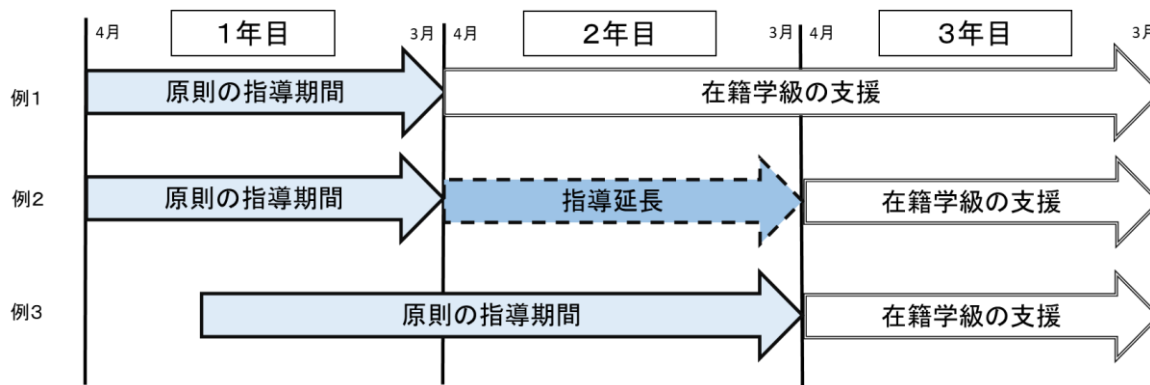 4月 1年目 3月 4月 2年目 3月 4月 3年目 3月
例1 原則の指導期間 在籍学級の支援
例2 原則の指導期間 指導延長 在籍学級の支援
例3 原則の指導期間 在籍学級の支援